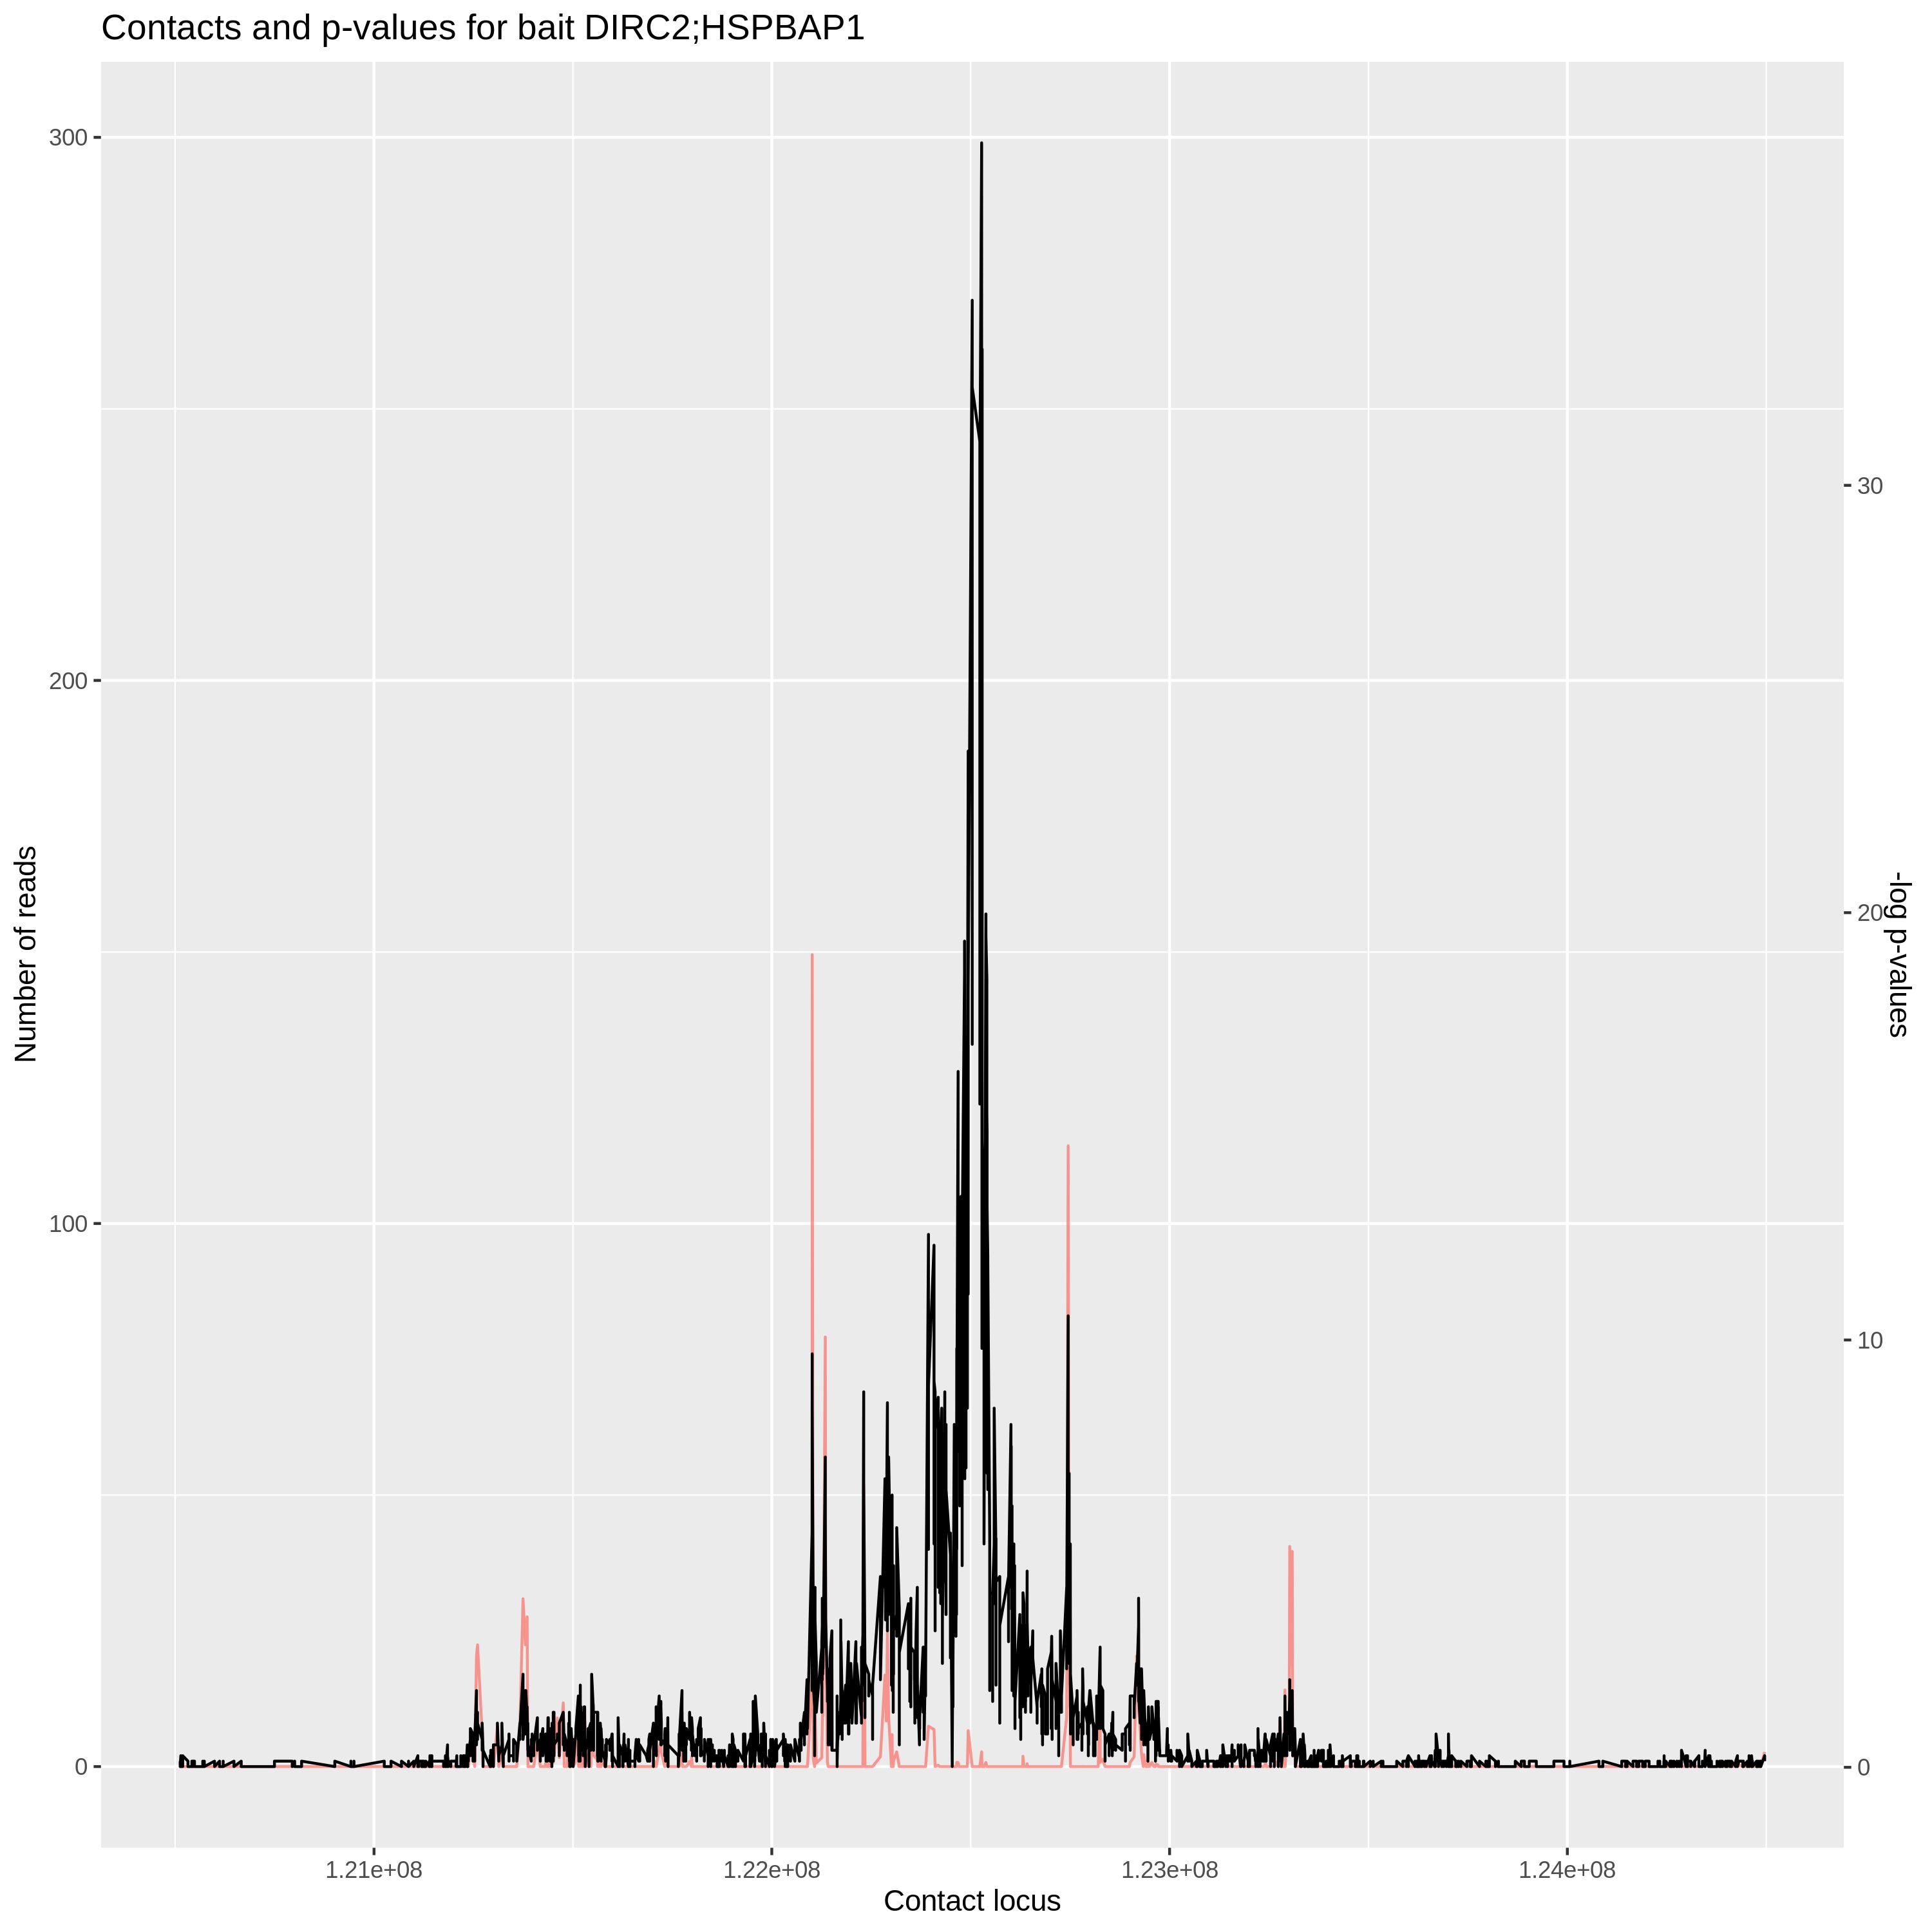 Contacts and p-values for bait DIRC2;HSPBAP1
300
200
100
0
Number of reads
30
20
10
0
-log p-values
1.21e+08
1.22e+08
1.23e+08
1.24e+08
Contact locus